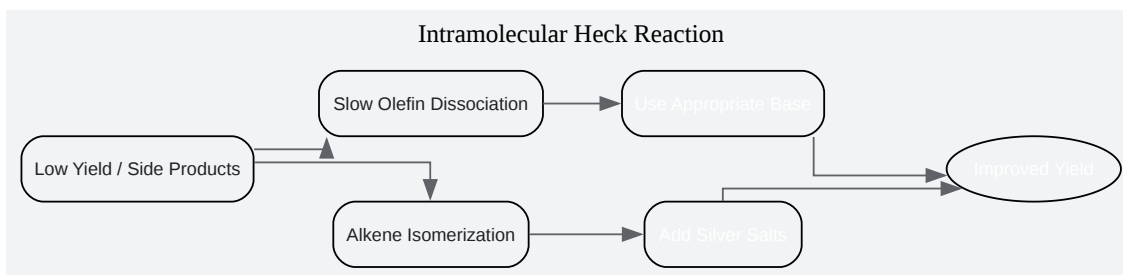 Intramolecular Heck Reaction
Slow Olefin Dissociation
Use Appropriate Base
Low Yield / Side Products
Improved Yield
Alkene Isomerization
Add Silver Salts